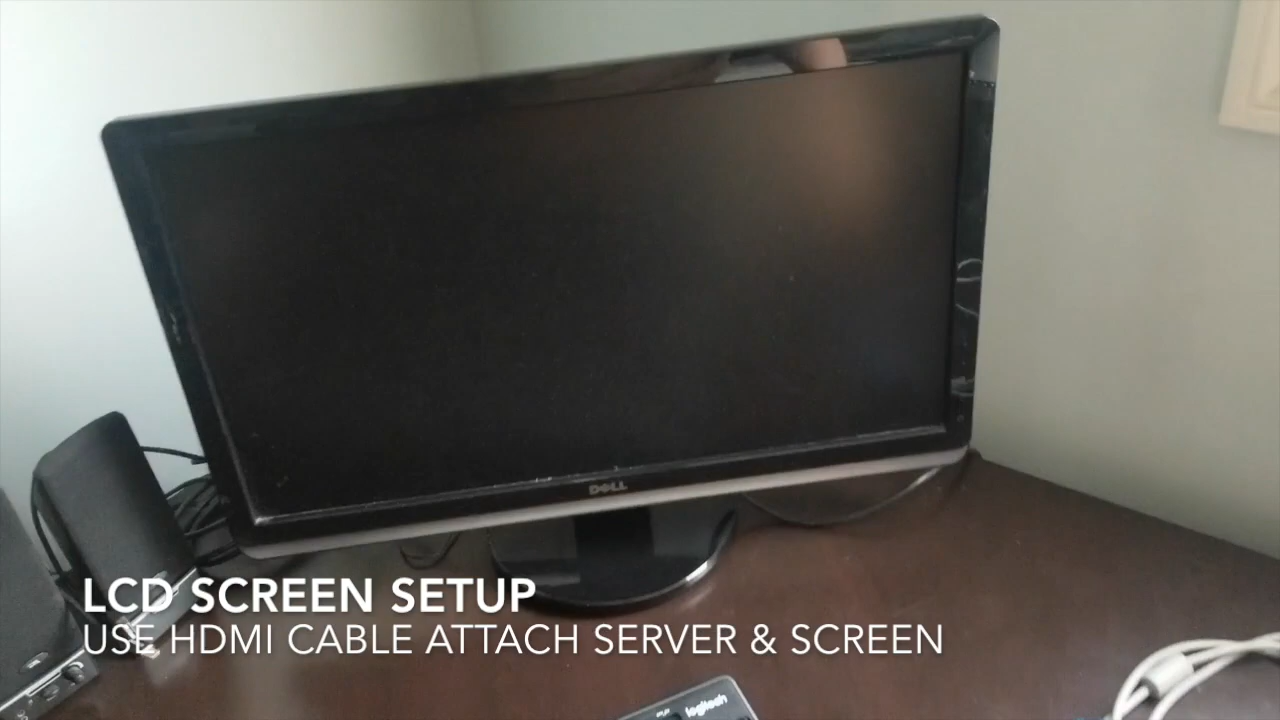 DELL
LCD SCREEN SETUP
USE HDMI CABLE ATTACH SERVER & SCREEN
logitech